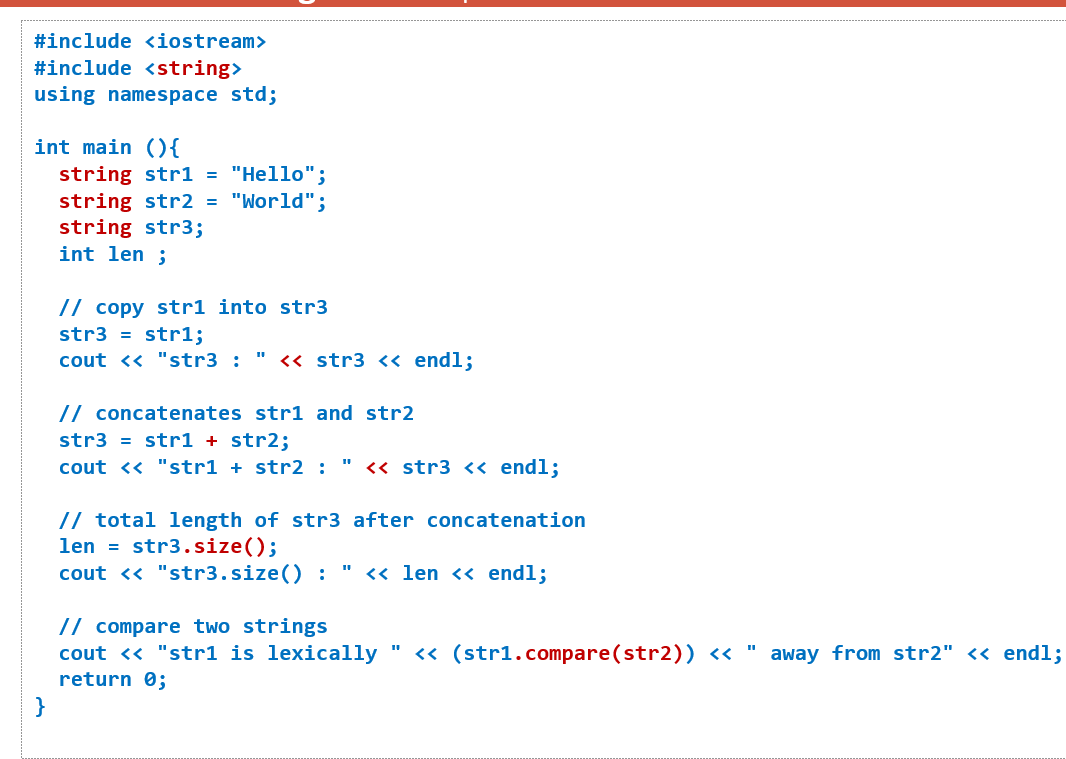 #include <iostream>
#include <string>
using namespace std;

int main (){
  string str1 = "Hello";
  string str2 = "World";
  string str3;
  int len ;

  // copy str1 into str3
  str3 = str1;
  cout << "str3 : " << str3 << endl;

  // concatenates str1 and str2
  str3 = str1 + str2;
  cout << "str1 + str2 : " << str3 << endl;

  // total length of str3 after concatenation
  len = str3.size();
  cout << "str3.size() : " << len << endl;

  // compare two strings
  cout << "str1 is lexically " << (str1.compare(str2)) << " away from str2" << endl;
  return 0;
}